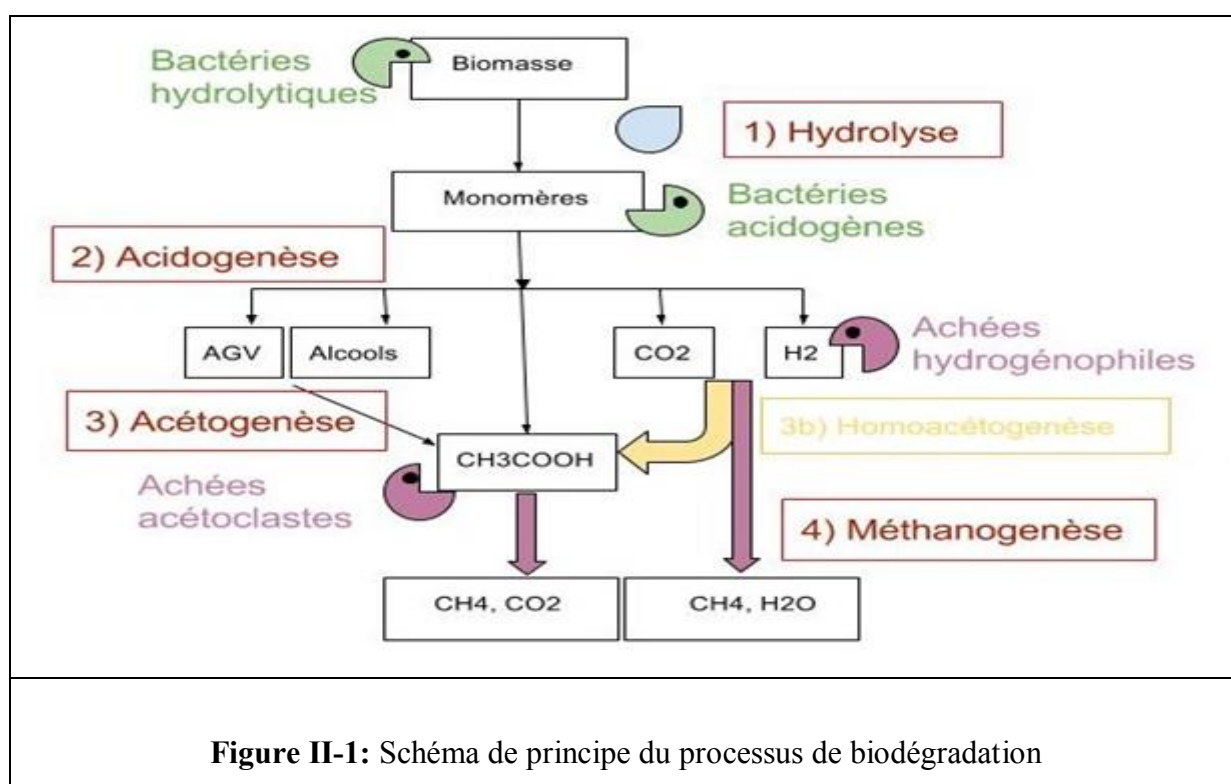 Bactéries
hydrolytiques
Biomasse
1) Hydrolyse
Monomères
Bactéries
acidogènes
2) Acidogenèse
AGV
Alcools
CO2
H2
Achées
hydrogénophiles
3) Acétogenèse
3b) Homoacétogenèse
CH3COOH
Achées
acétoclastes
4) Méthanogenèse
CH4, CO2
CH4, H2O
Figure II-1: Schéma de principe du processus de biodégradation